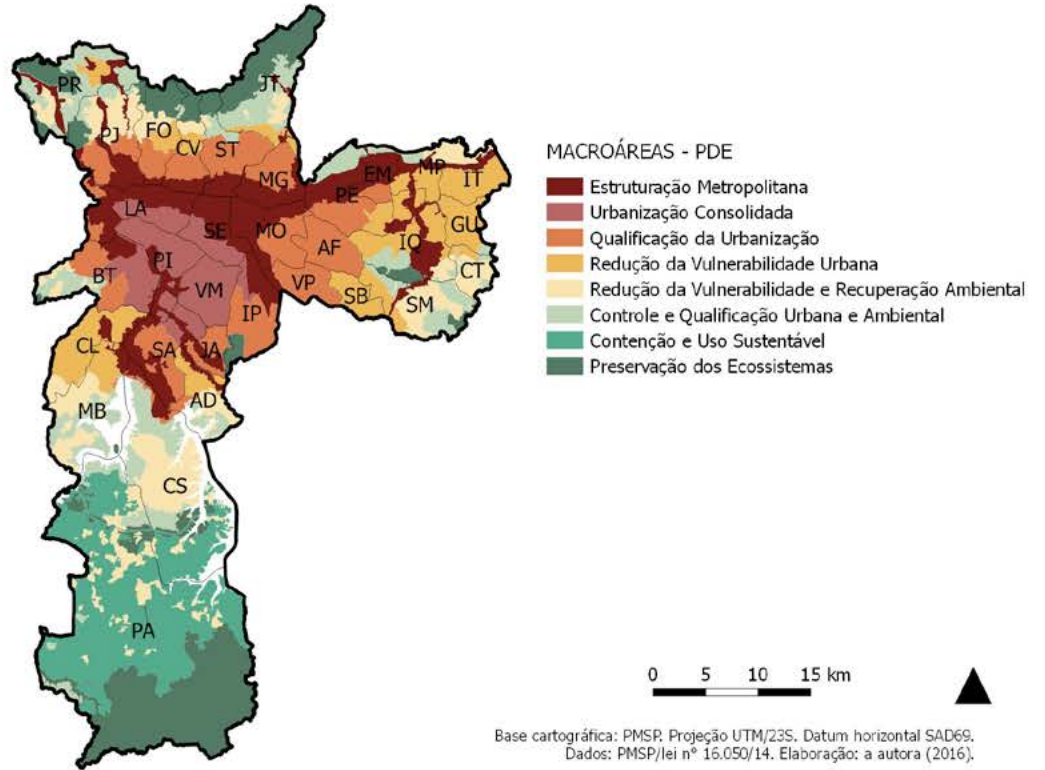 PR
JT
PJ
FO
CV
ST
MG
EM
MP
IT
PE
LA
SE
MO
AF
IQ
GU
PI
BT
VM
VP
CT
SB
SM
IP
CL
SA
JA
AD
MB
CS
PA
MACROÁREAS - PDE
Estruturação Metropolitana
Urbanização Consolidada
Qualificação da Urbanização
Redução da Vulnerabilidade Urbana
Redução da Vulnerabilidade e Recuperação Ambiental
Controle e Qualificação Urbana e Ambiental
Contenção e Uso Sustentável
Preservação dos Ecossistemas
0 5 10 15 km
Base cartográfica: PMSP. Projeção UTM/23S. Datum horizontal SAD69.
Dados: PMSP/lei n° 16.050/14. Elaboração: a autora (2016).